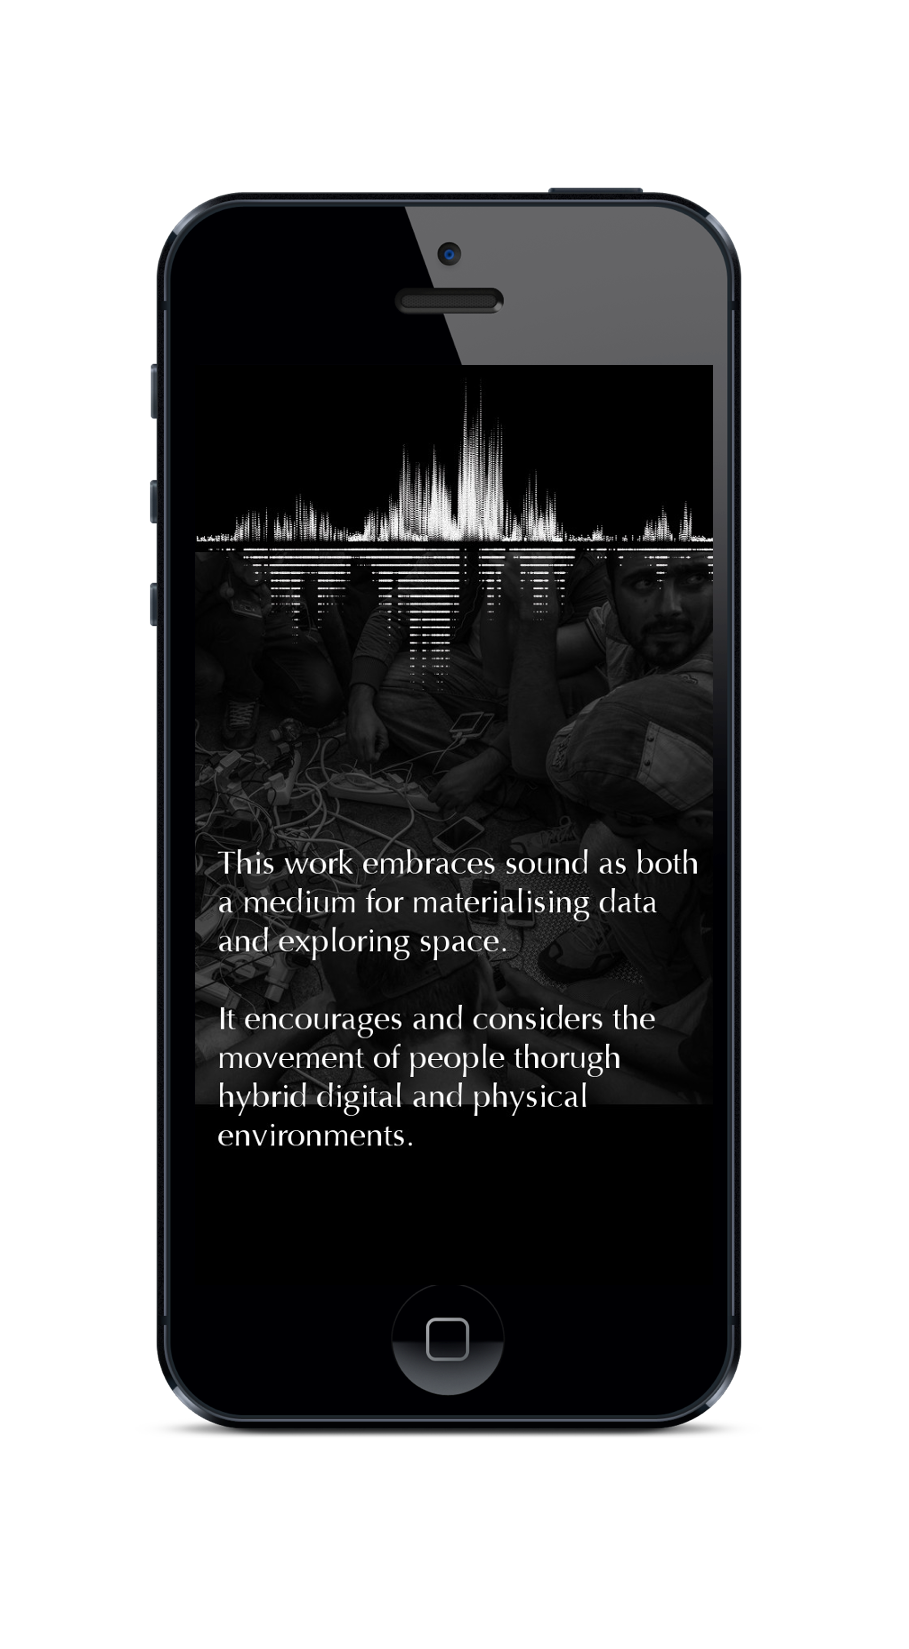 This work embraces sound as both
a medium for materialising data
and exploring space.
It encourages and considers the
movement of people thorugh
hybrid digital and physical
environments.